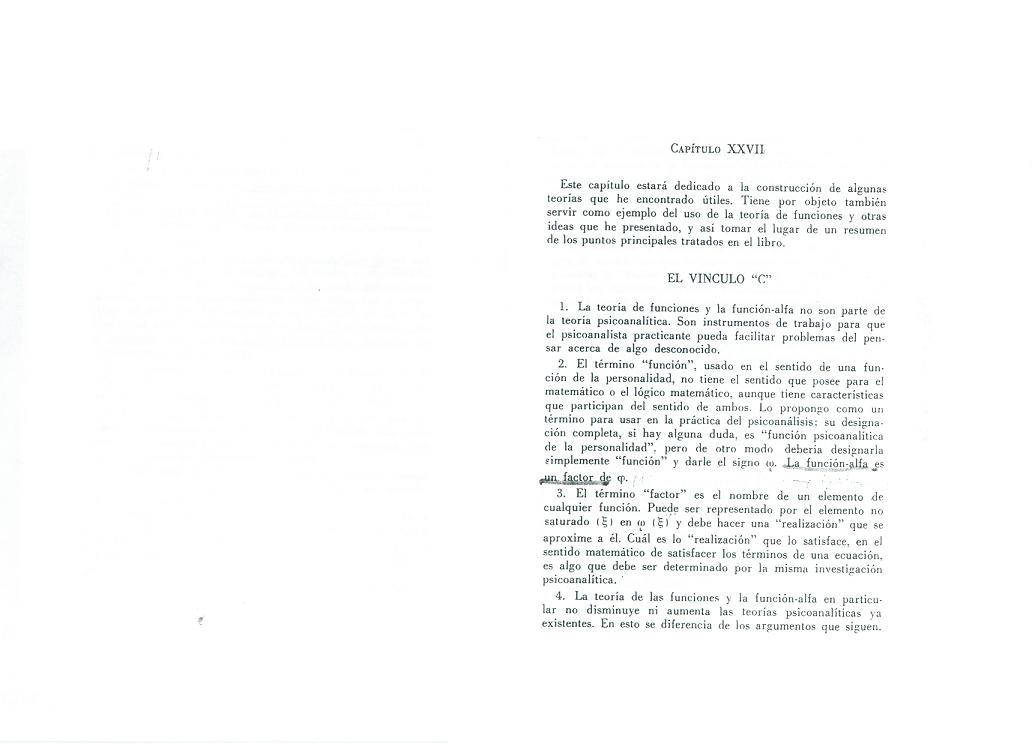 CAPÍTULO XXVII
Este capítulo estará dedicado a la construcción de algunas
teorías que he encontrado útiles. Tiene por objeto también
servir como ejemplo del uso de la teoría de funciones y otras
ideas que he presentado, y asi tomar el lugar de un resumen
de los puntos principales tratados en el libro.
EL VINCULO “C”
1. La teoría de funciones y la función-alfa no son parte de
la teoría psicoanalítica. Son instrumentos de trabajo para que
el psicoanalista practicante pueda facilitar problemas del pen-
sar acerca de algo desconocido.
2. El término “función”, usado en el sentido de una fun-
ción de la personalidad, no tiene el sentido que posee para el
matemático o el lógico matemático, aunque tiene características
que participan del sentido de ambos. Lo propongo como un
término para usar en la práctica del psicoanálisis; su designa-
ción completa, si hay alguna duda, es “función psicoanalítica
de la personalidad”, pero de otro modo debería designarla
simplemente “función” y darle el signo φ. La función-alfa es
un factor de φ.
3. El término “factor” es el nombre de un elemento de
cualquier función. Puede ser representado por el elemento no
saturado (ξ) en φ (ξ) y debe hacer una “realización” que se
aproxime a él. Cuál es lo “realización” que lo satisface, en el
sentido matemático de satisfacer los términos de una ecuación,
es algo que debe ser determinado por la misma investigación
psicoanalítica.
4. La teoría de las funciones y la función-alfa en particu-
lar no disminuye ni aumenta las teorías psicoanalíticas ya
existentes. En esto se diferencia de los argumentos que siguen.